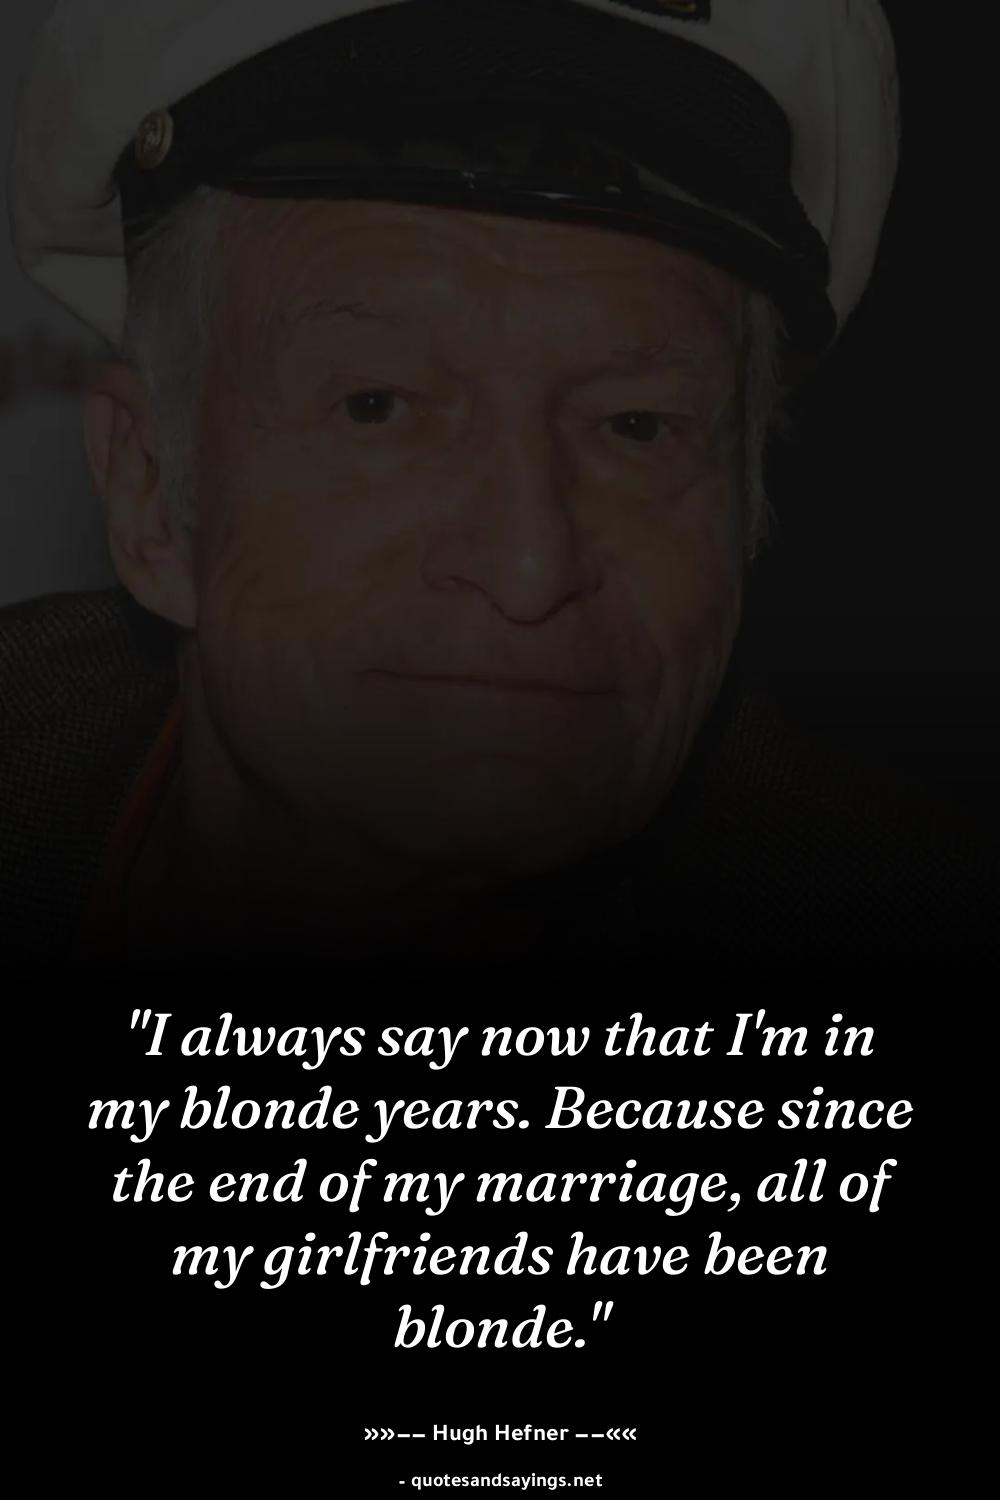 "I always say now that I'm in
my blonde years. Because since
the end of my marriage, all of
my girlfriends have been
blonde."
»»–– Hugh Hefner ––««
- quotesandsayings.net